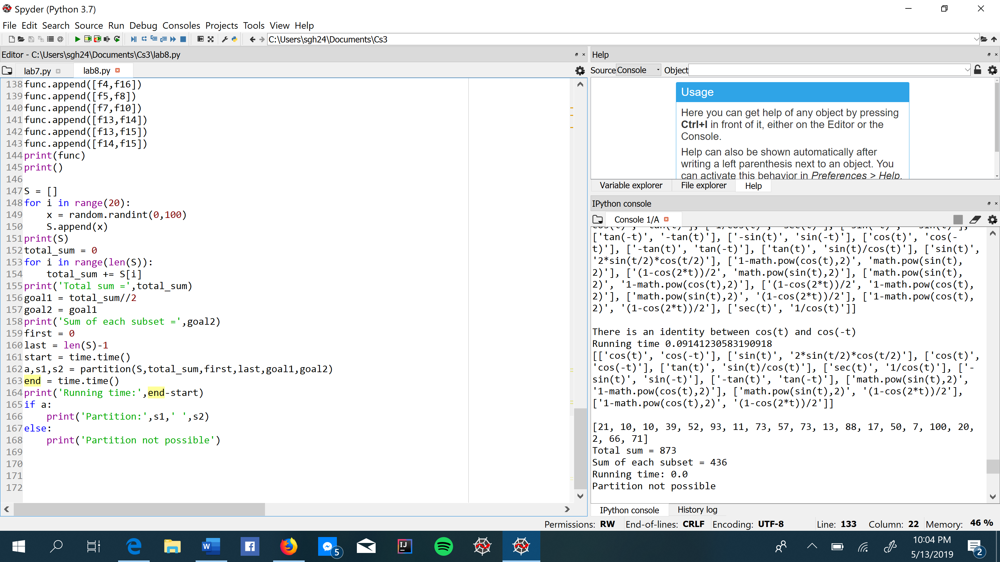 Spyder (Python 3.7)
File Edit Search Source Run Debug Consoles Projects Tools View Help
C:\Users\sgh24\Documents\Cs3
Editor - C:\Users\sgh24\Documents\Cs3\lab8.py
lab7.py
lab8.py
138 func.append([f4,f16])
139 func.append([f5,f8])
140 func.append([f7,f10])
141 func.append([f13,f14])
142 func.append([f13,f15])
143 func.append([f14,f15])
144 print(func)
145 print()
146
147 S = []
148 for i in range(20):
149     x = random.randint(0,100)
150     S.append(x)
151 print(S)
152 total_sum = 0
153 for i in range(len(S)):
154     total_sum += S[i]
155 print('Total sum =',total_sum)
156 goal1 = total_sum//2
157 goal2 = goal1
158 print('Sum of each subset =',goal2)
159 first = 0
160 last = len(S)-1
161 start = time.time()
162 a,s1,s2 = partition(S,total_sum,first,last,goal1,goal2)
163 end = time.time()
164 print('Running time:',end-start)
165 if a:
166     print('Partition:',s1,' ',s2)
167 else:
168     print('Partition not possible')
169
170
171
172
Help
Source Console Object
Usage
Here you can get help of any object by pressing
Ctrl+I in front of it, either on the Editor or the
Console.
Help can also be shown automatically after
writing a left parenthesis next to an object. You
can activate this behavior in Preferences > Help.
Variable explorer File explorer Help
IPython console
Console 1/A
cos(t)', 'tan(t)'], ['1/cos(t)', 'sec(t)'], ['sin(-t)', '-sin(t)'],
['tan(-t)', '-tan(t)'], ['-sin(t)', 'sin(-t)'], ['cos(t)', 'cos(-
t)'], ['-tan(t)', 'tan(-t)'], ['tan(t)', 'sin(t)/cos(t)'], ['sin(t)',
'2*sin(t/2)*cos(t/2)'], ['1-math.pow(cos(t),2)', 'math.pow(sin(t),
2)'], ['(1-cos(2*t))/2', 'math.pow(sin(t),2)'], ['math.pow(sin(t),
2)', '1-math.pow(cos(t),2)'], ['(1-cos(2*t))/2', '1-math.pow(cos(t),
2)'], ['math.pow(sin(t),2)', '(1-cos(2*t))/2'], ['1-math.pow(cos(t),
2)', '(1-cos(2*t))/2'], ['sec(t)', '1/cos(t)']]
There is an identity between cos(t) and cos(-t)
Running time 0.09141230583190918
[['cos(t)', 'cos(-t)'], ['sin(t)', '2*sin(t/2)*cos(t/2)'], ['cos(t)',
'cos(-t)'], ['tan(t)', 'sin(t)/cos(t)'], ['sec(t)', '1/cos(t)'], ['-
sin(t)', 'sin(-t)'], ['-tan(t)', 'tan(-t)'], ['math.pow(sin(t),2)',
'1-math.pow(cos(t),2)'], ['math.pow(sin(t),2)', '(1-cos(2*t))/2'],
['1-math.pow(cos(t),2)', '(1-cos(2*t))/2']]
[21, 10, 10, 39, 52, 93, 11, 73, 57, 73, 13, 88, 17, 50, 7, 100, 20,
2, 66, 71]
Total sum = 873
Sum of each subset = 436
Running time: 0.0
Partition not possible
IPython console History log
Permissions: RW End-of-lines: CRLF Encoding: UTF-8 Line: 133 Column: 22 Memory: 46 %
5
10:04 PM
5/13/2019
2